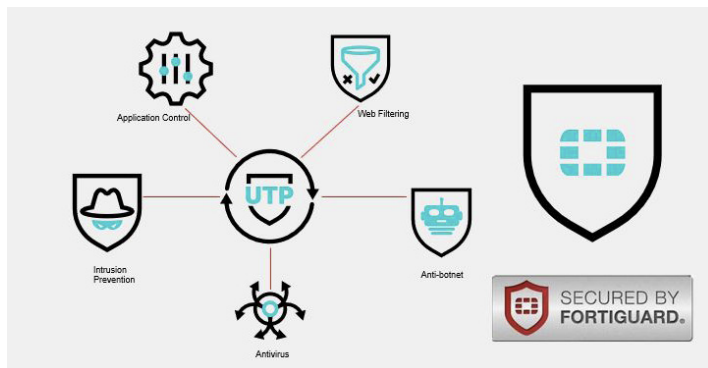 Application Control
Web Filtering
UTP
Intrusion
Prevention
Anti-botnet
Antivirus
SECURED BY
FORTIGUARD®